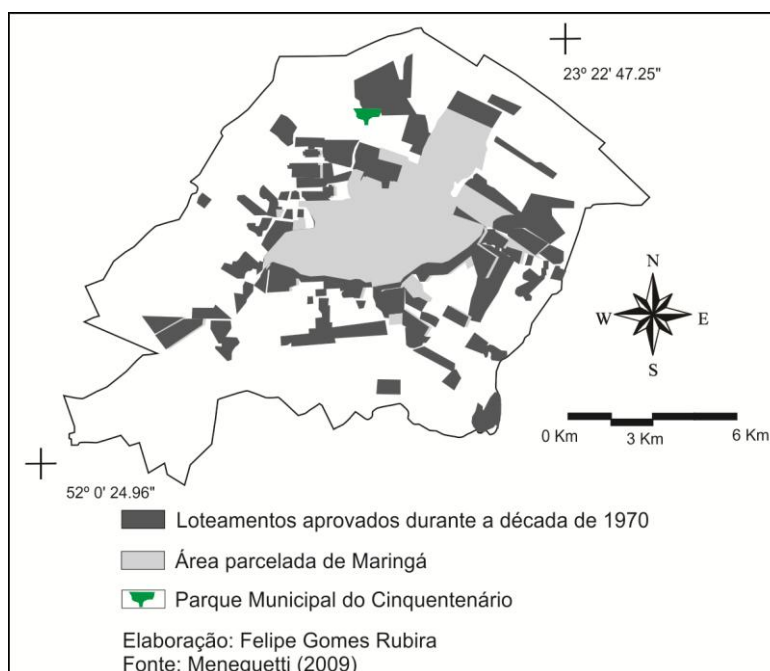 23º 22' 47.25"
N
W E
S
0 Km 3 Km 6 Km
52º 0' 24.96"
Loteamentos aprovados durante a década de 1970
Área parcelada de Maringá
Parque Municipal do Cinquentenário
Elaboração: Felipe Gomes Rubira
Fonte: Meneguetti (2009)